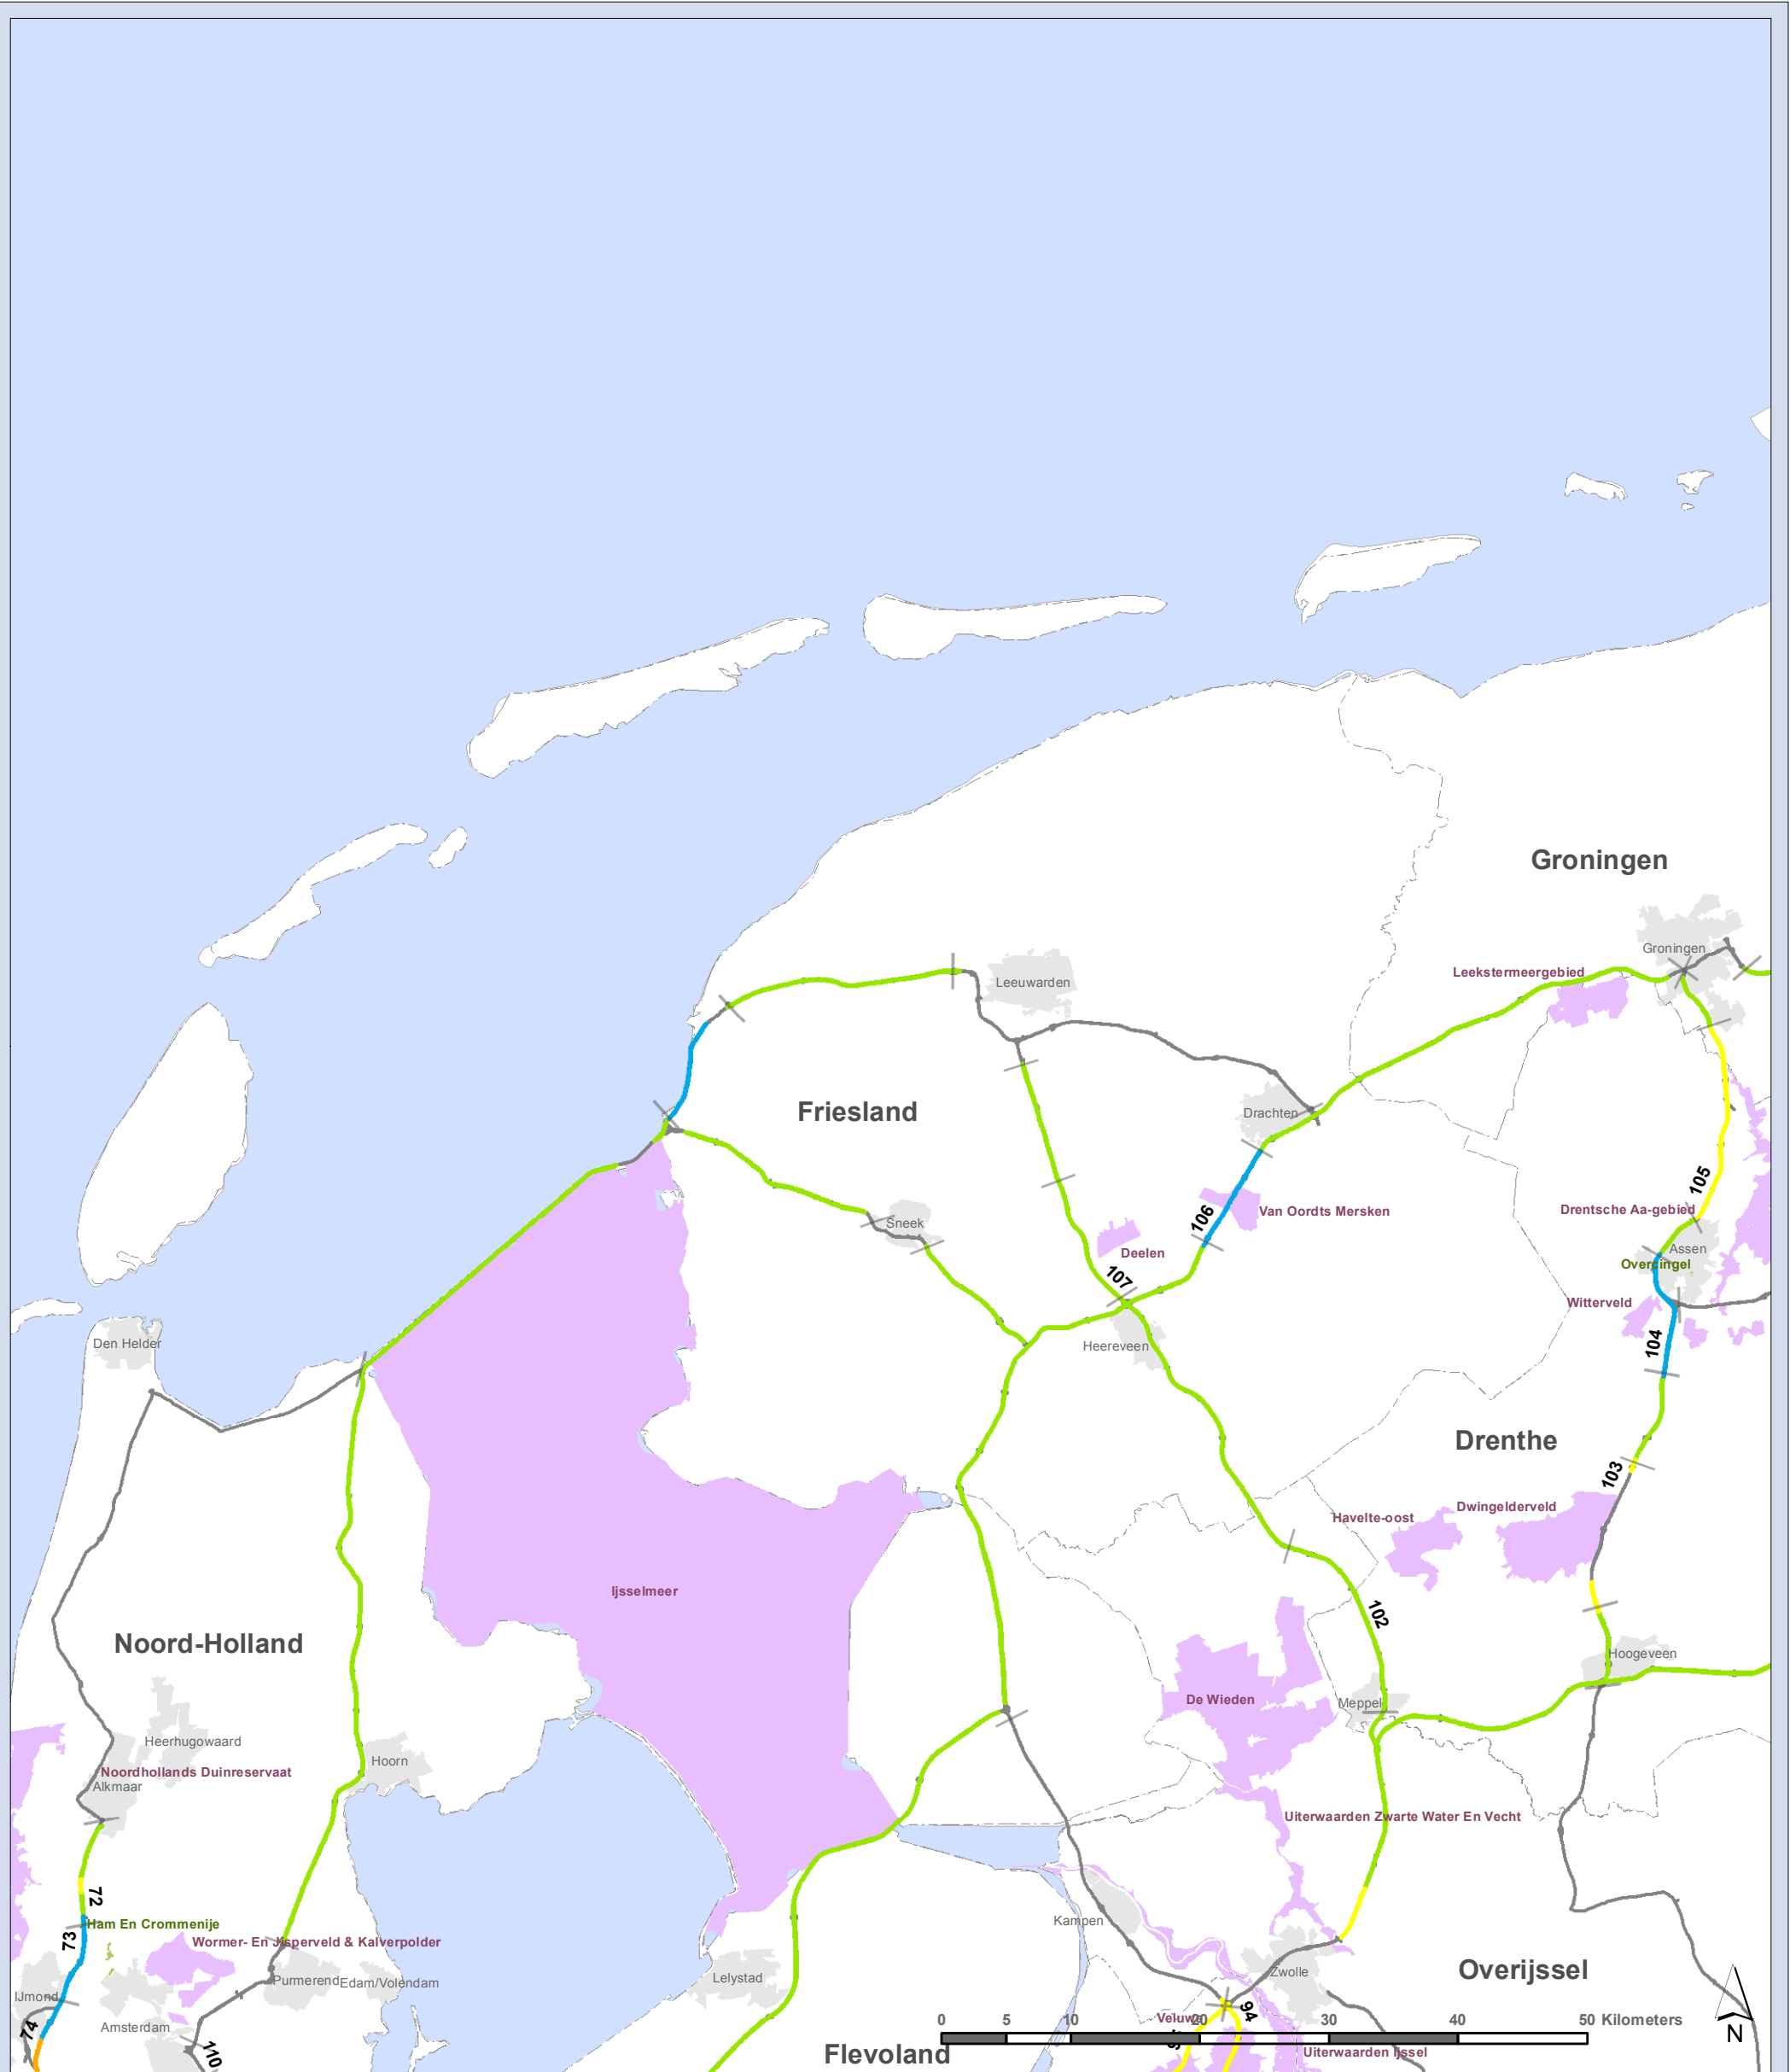 Groningen
Groningen
Leekstermeergebied
Leeuwarden
Friesland
Drachten
105
Drentsche Aa-gebied
Van Oordts Mersken
106
Sneek
Deelen
Assen
Overcingel
107
Witterveld
Den Helder
Heereveen
104
Drenthe
103
Dwingelderveld
Havelte-oost
Ijsselmeer
102
Noord-Holland
Hoogeveen
De Wieden
Meppel
Heerhugowaard
Hoorn
Noordhollands Duinreservaat
Alkmaar
Uiterwaarden Zwarte Water En Vecht
72
Ham En Crommenije
Kampen
73
Wormer- En Jisperveld & Kalverpolder
Overijssel
Zwolle
Purmerend
Edam/Volendam
Lelystad
IJmond
94
Veluwe
0 5 10 20 30 40 50 Kilometers
Amsterdam
74
N
110
Flevoland
Uiterwaarden Ijssel